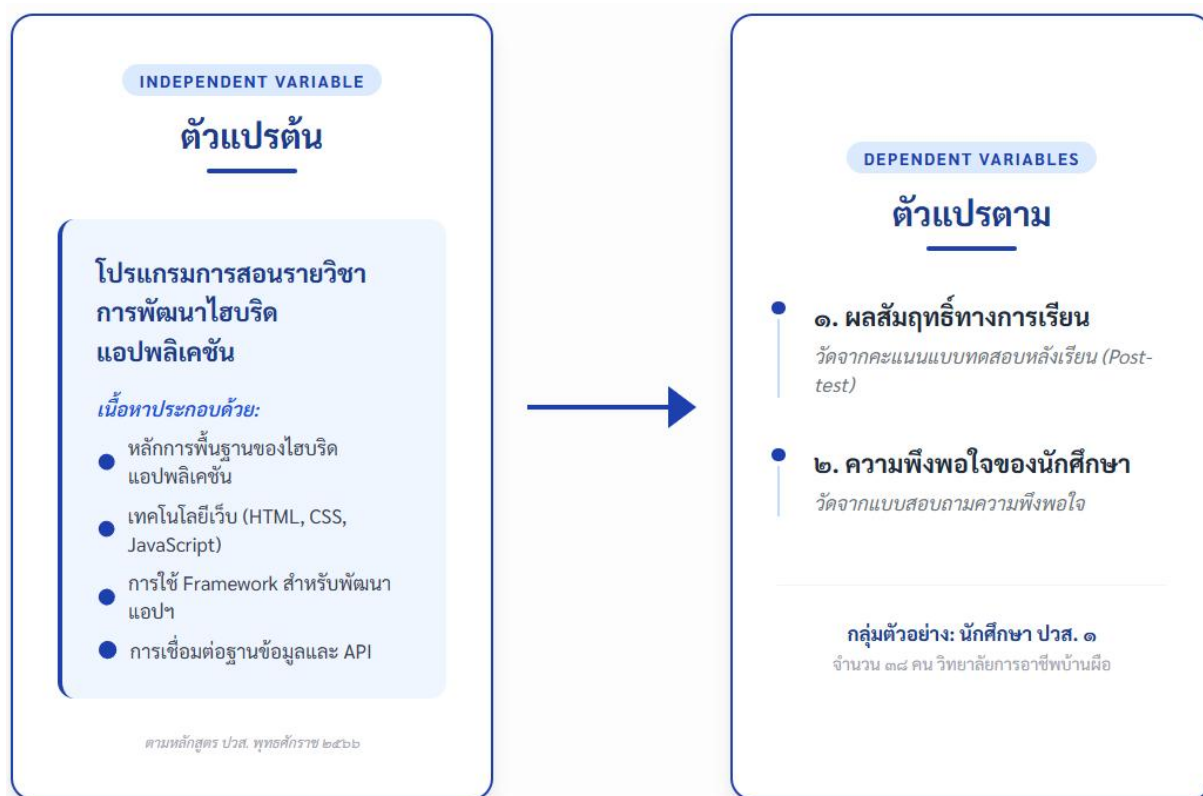 INDEPENDENT VARIABLE
ตัวแปรต้น
โปรแกรมการสอนรายวิชา
การพัฒนาไฮบริด
แอปพลิเคชัน
เนื้อหาประกอบด้วย:
หลักการพื้นฐานของไฮบริด
แอปพลิเคชัน
เทคโนโลยีเว็บ (HTML, CSS,
JavaScript)
การใช้ Framework สำหรับพัฒนา
แอปฯ
การเชื่อมต่อฐานข้อมูลและ API
ตามหลักสูตร ปวส. พุทธศักราช ๒๕๖๖
DEPENDENT VARIABLES
ตัวแปรตาม
๑. ผลสัมฤทธิ์ทางการเรียน
วัดจากคะแนนแบบทดสอบหลังเรียน (Post-
test)
๒. ความพึงพอใจของนักศึกษา
วัดจากแบบสอบถามความพึงพอใจ
กลุ่มตัวอย่าง: นักศึกษา ปวส. ๑
จำนวน ๓๘ คน วิทยาลัยการอาชีพบ้านผือ